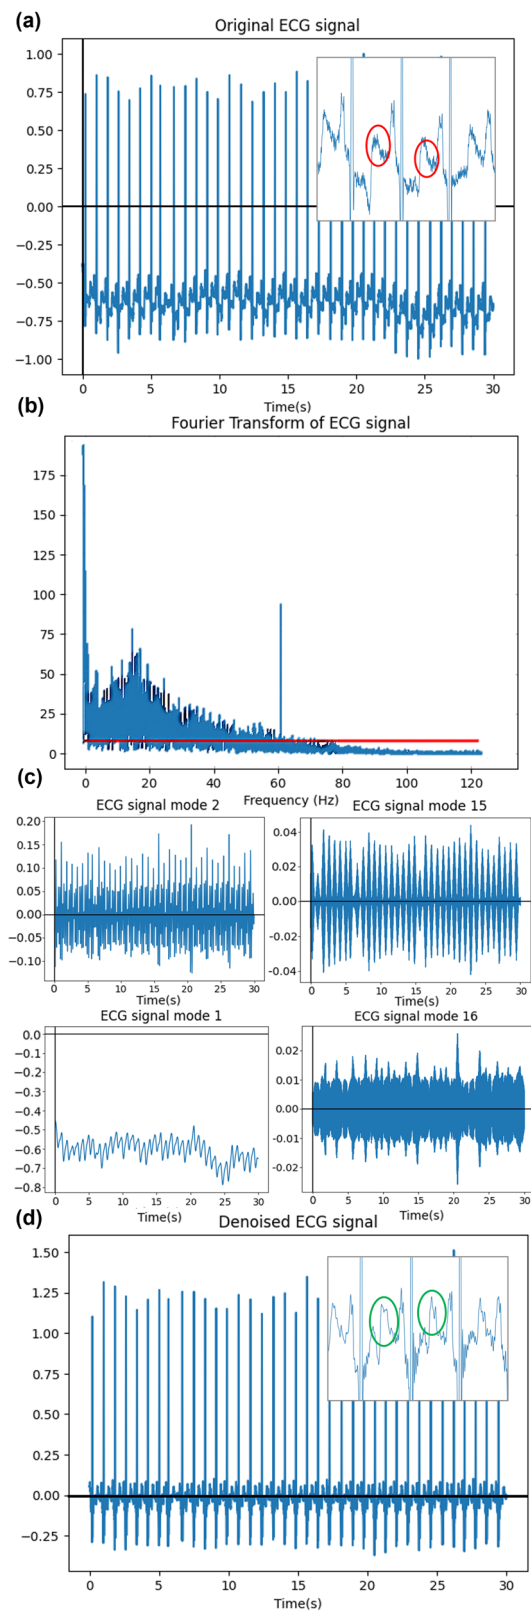 (a)
Original ECG signal
1.00
0.75
0.50
0.25
0.00
−0.25
−0.50
−0.75
−1.00
0 5 10 15 20 25 30
Time(s)
(b)
Fourier Transform of ECG signal
175
150
125
100
75
50
25
0
0 20 40 60 80 100 120
Frequency (Hz)
(c)
ECG signal mode 2
0.20
0.15
0.10
0.05
0.00
−0.05
−0.10
0 5 10 15 20 25 30
Time(s)
ECG signal mode 15
0.04
0.02
0.00
−0.02
−0.04
0 5 10 15 20 25 30
Time(s)
ECG signal mode 1
0.0
−0.1
−0.2
−0.3
−0.4
−0.5
−0.6
−0.7
−0.8
0 5 10 15 20 25 30
Time(s)
ECG signal mode 16
0.02
0.01
0.00
−0.01
−0.02
0 5 10 15 20 25 30
Time(s)
(d)
Denoised ECG signal
1.50
1.25
1.00
0.75
0.50
0.25
0.00
−0.25
0 5 10 15 20 25 30
Time(s)